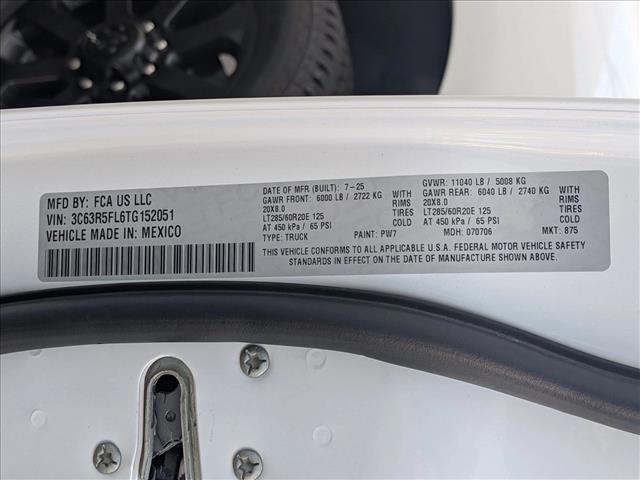 MFD BY: FCA US LLC
VIN: 3C63R5FL6TG152051
VEHICLE MADE IN: MEXICO
DATE OF MFR (BUILT): 7-25
GAWR FRONT: 6000 LB / 2722 KG
20X8.0 WITH RIMS
LT285/60R20E 125 TIRES
AT 450 kPa / 65 PSI COLD
TYPE: TRUCK PAINT: PW7
GVWR: 11040 LB / 5008 KG
GAWR REAR: 6040 LB / 2740 KG
20X8.0 WITH RIMS
LT285/60R20E 125 TIRES
AT 450 kPa / 65 PSI COLD
MDH: 070706 MKT: 875
THIS VEHICLE CONFORMS TO ALL APPLICABLE U.S.A. FEDERAL MOTOR VEHICLE SAFETY
STANDARDS IN EFFECT ON THE DATE OF MANUFACTURE SHOWN ABOVE.